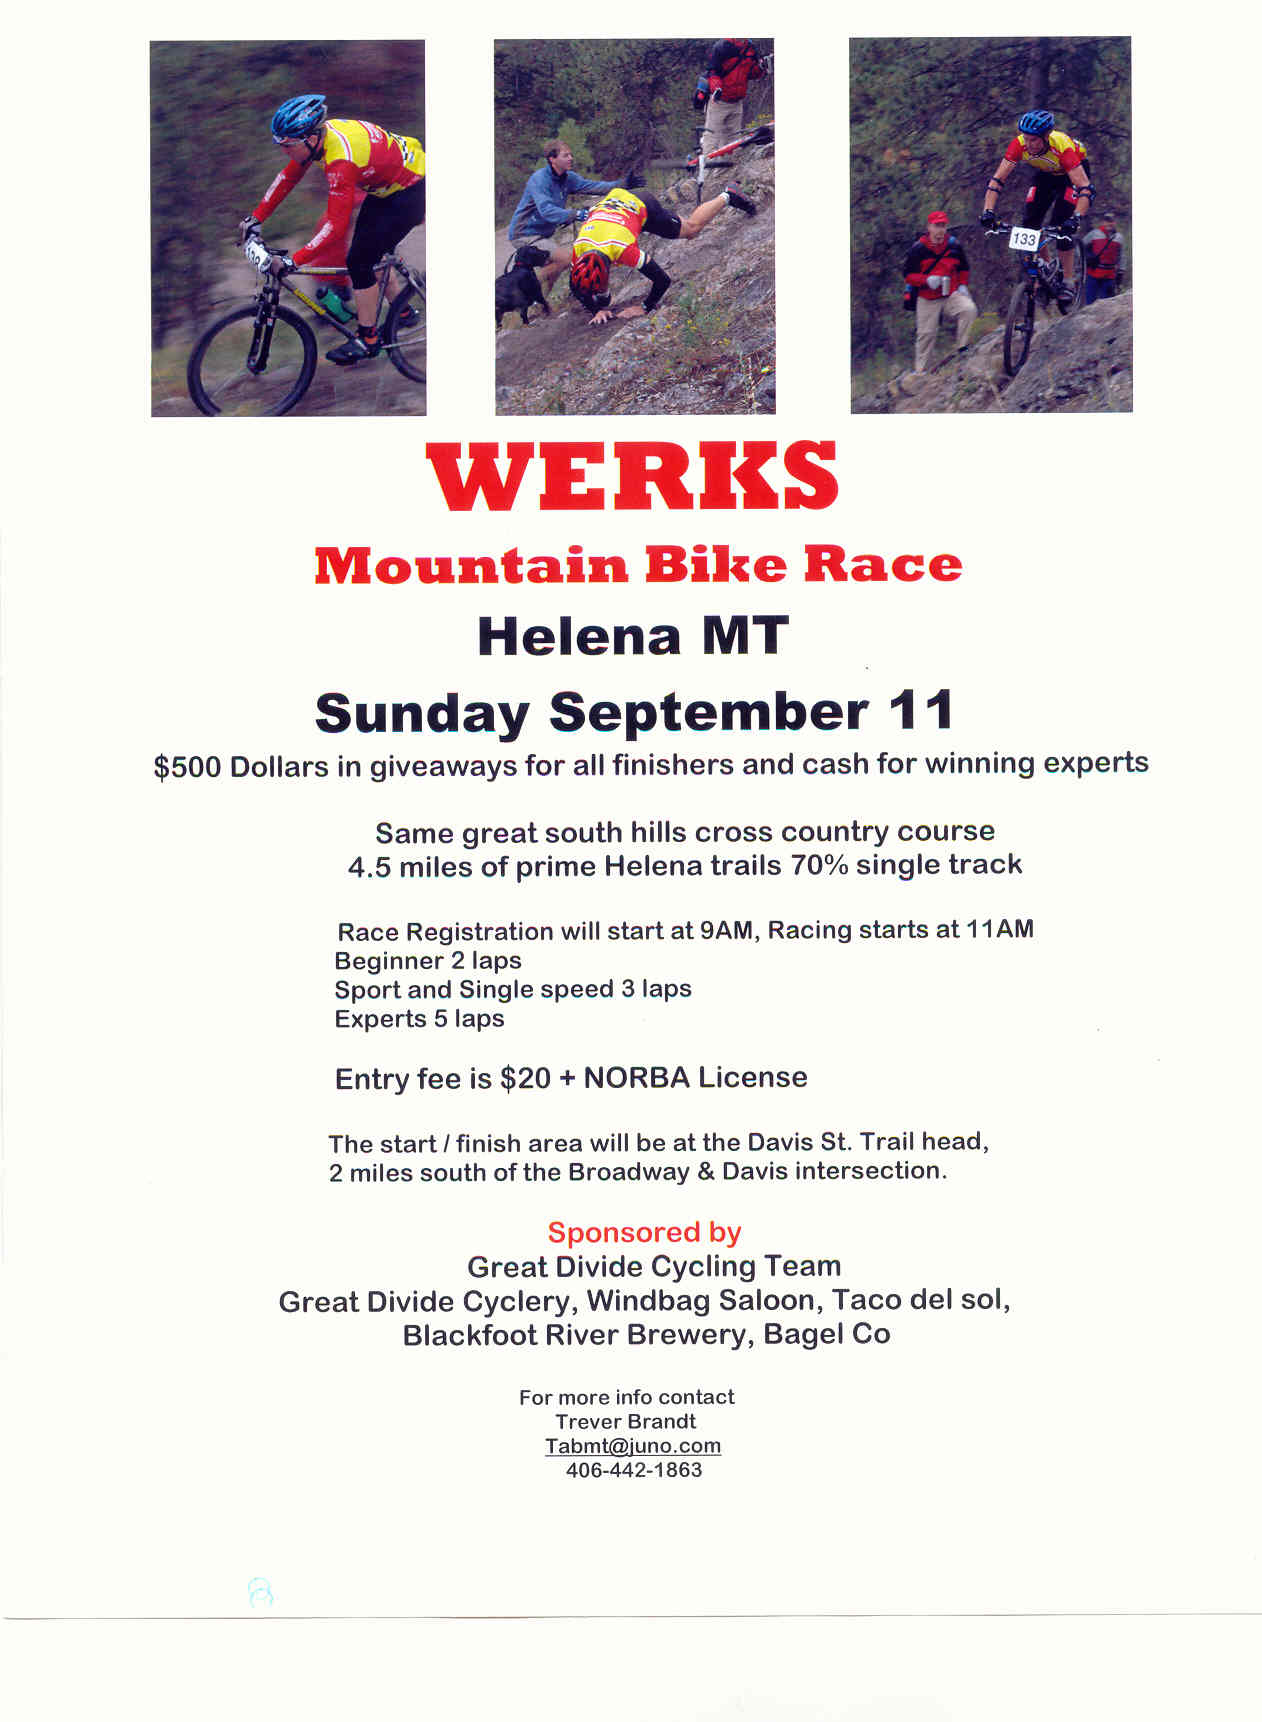 133
WERKS
Mountain Bike Race
Helena MT
Sunday September 11
$500 Dollars in giveaways for all finishers and cash for winning experts
Same great south hills cross country course
4.5 miles of prime Helena trails 70% single track
Race Registration will start at 9AM, Racing starts at 11AM
Beginner 2 laps
Sport and Single speed 3 laps
Experts 5 laps
Entry fee is $20 + NORBA License
The start / finish area will be at the Davis St. Trail head,
2 miles south of the Broadway & Davis intersection.
Sponsored by
Great Divide Cycling Team
Great Divide Cyclery, Windbag Saloon, Taco del sol,
Blackfoot River Brewery, Bagel Co
For more info contact
Trever Brandt
Tabmt@juno.com
406-442-1863